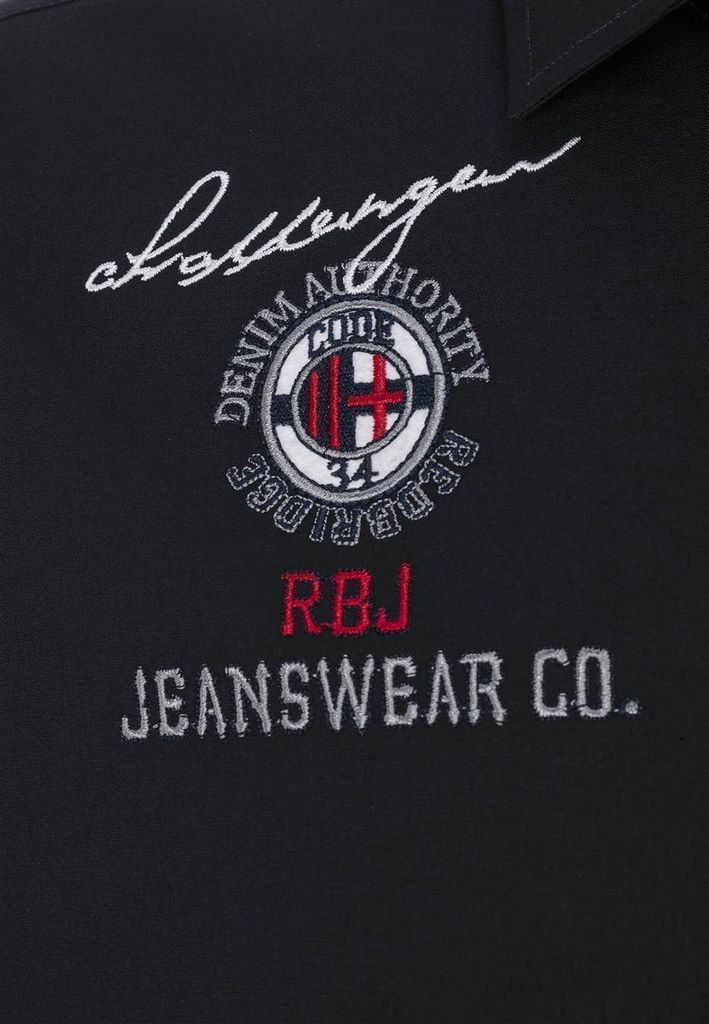 Challenger
DENIM AUTHORITY
CODE
34
REDBRIDGE
RBJ
JEANSWEAR CO.